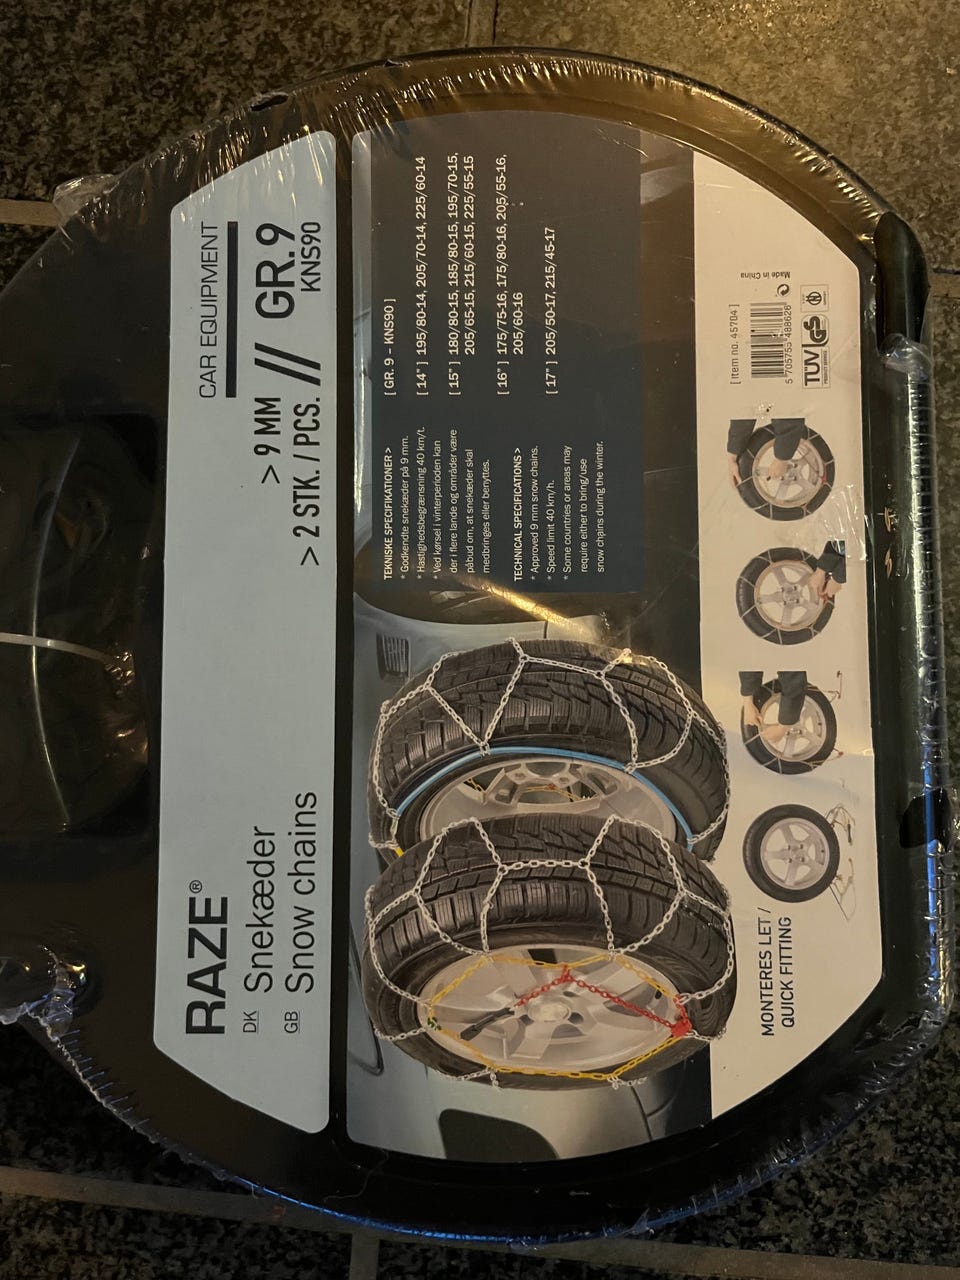 CAR EQUIPMENT
> 9 MM // GR.9
> 2 STK. / PCS.
KNS90
RAZE®
DK Snekæder
GB Snow chains
TEKNISKE SPECIFIKATIONER >
* Godkendte snekæder på 9 mm.
* Hastighedsbegrænsning 40 km/t.
* Ved kørsel i vinterperioden kan
der i flere lande og områder være
påbud om, at snekæder skal
medbringes eller benyttes.
TECHNICAL SPECIFICATIONS >
* Approved 9 mm snow chains.
* Speed limit 40 km/h.
* Some countries or areas may
require either to bring/use
snow chains during the winter.
[ GR. 9 – KNS90 ]
[ 14" ] 195/80-14, 205/70-14, 225/60-14
[ 15" ] 180/80-15, 185/80-15, 195/70-15,
205/65-15, 215/60-15, 225/55-15
[ 16" ] 175/75-16, 175/80-16, 205/55-16,
205/60-16
[ 17" ] 205/50-17, 215/45-17
MONTERES LET /
QUICK FITTING
[ Item no. 45704 ]
5 705755 488626
Made in China
TÜV
GS